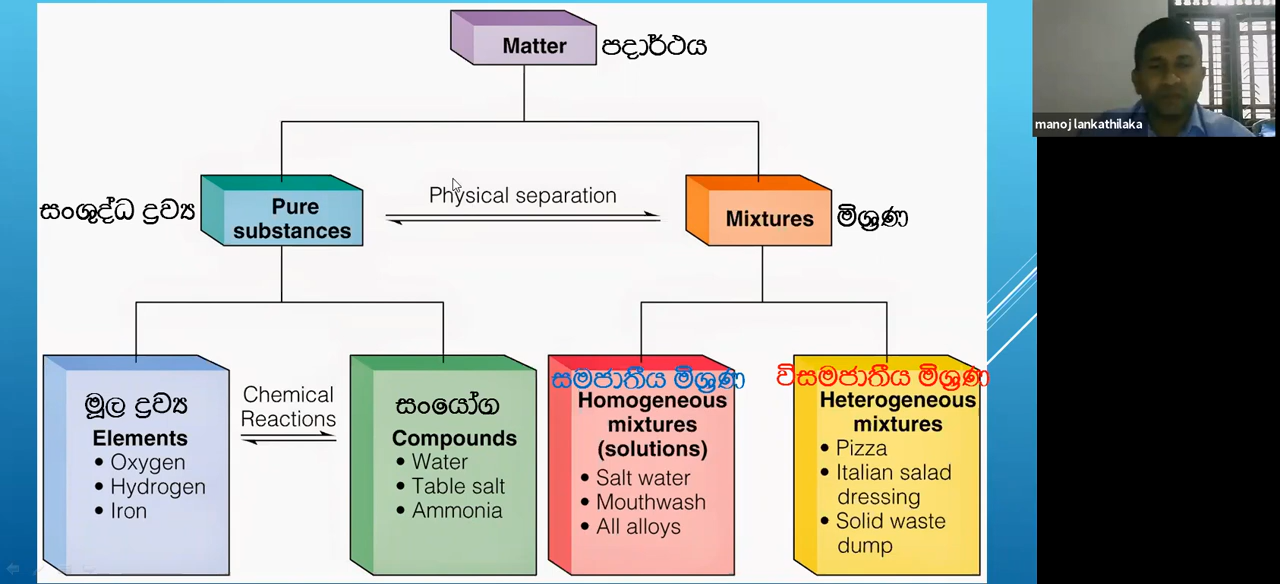 Matter පදාර්ථය
manoj lankathilaka
සංශුද්ධ ද්‍රව්‍ය
Pure
substances
Physical separation
Mixtures
මිශ්‍රණ
මූල ද්‍රව්‍ය
Elements
• Oxygen
• Hydrogen
• Iron
Chemical
Reactions
සංයෝග
Compounds
• Water
• Table salt
• Ammonia
සමජාතීය මිශ්‍රණ
Homogeneous
mixtures
(solutions)
• Salt water
• Mouthwash
• All alloys
විසමජාතීය මිශ්‍රණ
Heterogeneous
mixtures
• Pizza
• Italian salad
dressing
• Solid waste
dump